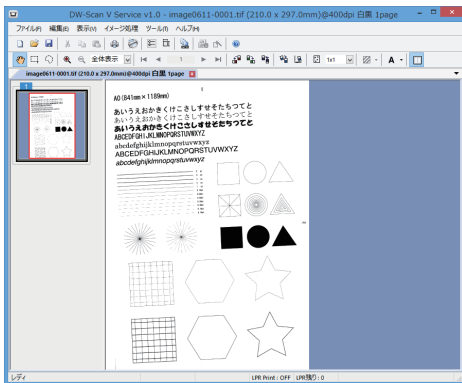 DW-Scan V Service v1.0 - image0611-0001.tif (210.0 x 297.0mm)@400dpi 白黒 1page
ファイル(F) 編集(E) 表示(V) イメージ処理 ツール(T) ヘルプ(H)
全体表示 1 1x1 A
image0611-0001.tif (210.0 x 297.0mm)@400dpi 白黒 1page
1
1
A0 (841mm×1189mm)
あいうえおかきくけこさしすせそたちつてと
あいうえおかきくけこさしすせそたちつてと
あいうえおかきくけこさしすせそたちつてと
ABCEDFGHIJKLMNOPQRSTUVWXYZ
abcdefghijklmnopqrstuvwxyz
ABCEDFGHIJKLMNOPQRSTUVWXYZ
abcdefghijklmnopqrstuvwxyz
レディ LPR Print : OFF LPR残り : 0